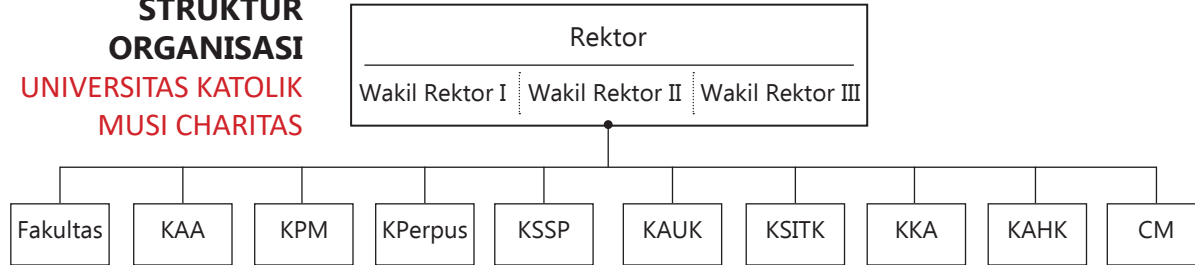 STRUKTUR
ORGANISASI
UNIVERSITAS KATOLIK
MUSI CHARITAS
Rektor
Wakil Rektor I Wakil Rektor II Wakil Rektor III
Fakultas KAA KPM KPerpus KSSP KAUK KSITK KKA KAHK CM